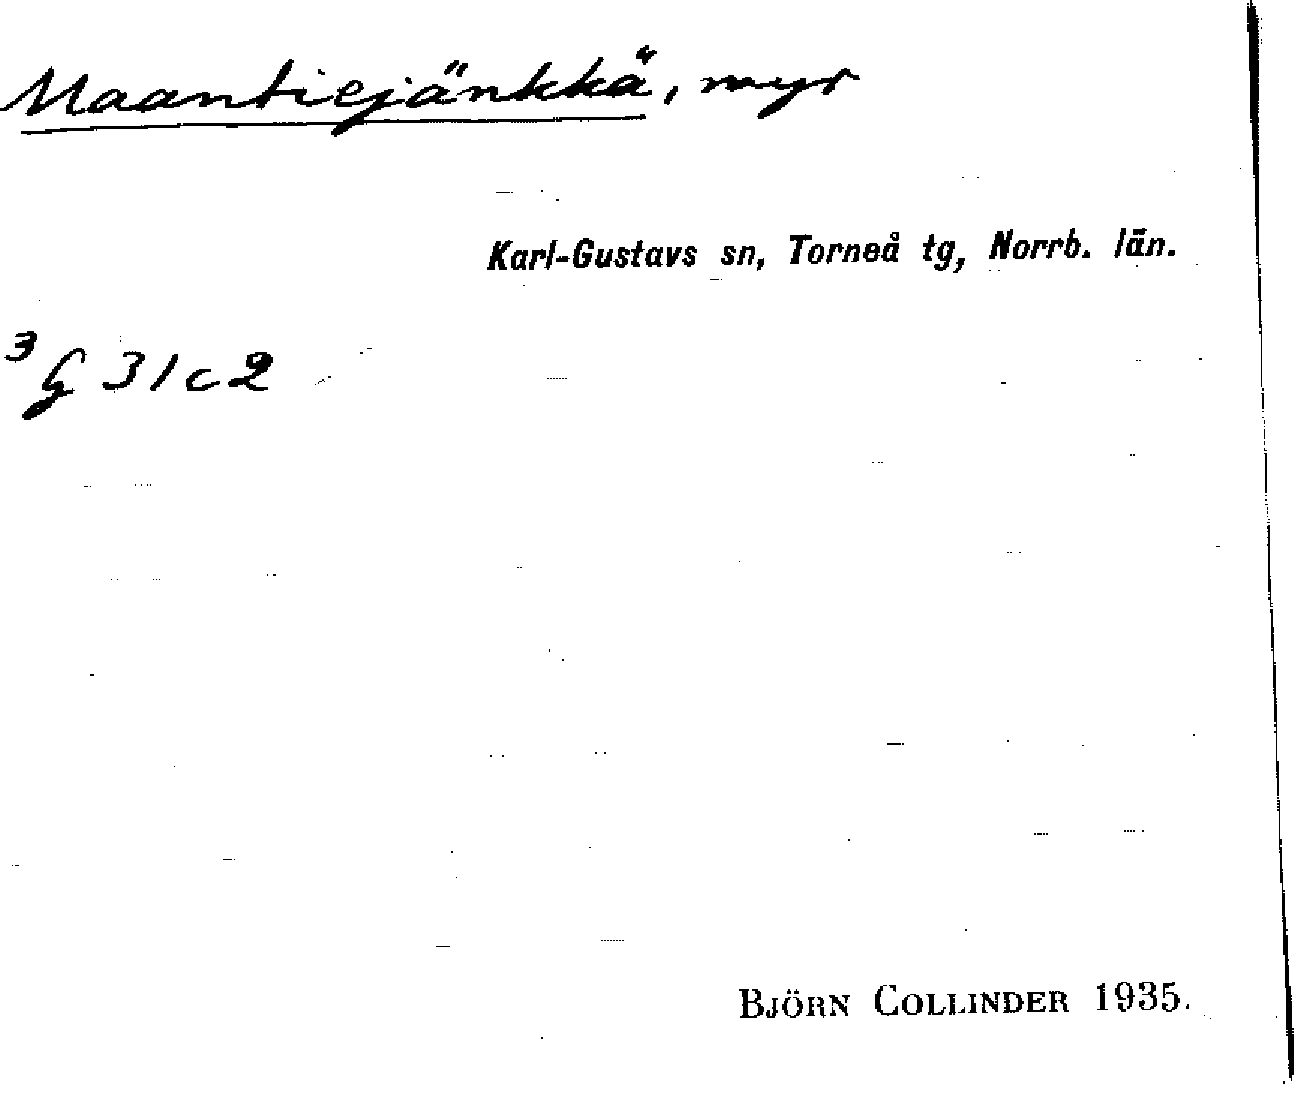 Maantiejänkkä, myr
Karl-Gustavs sn, Torneå tg, Norrb. län.
³G 31c2
BJÖRN COLLINDER 1935.